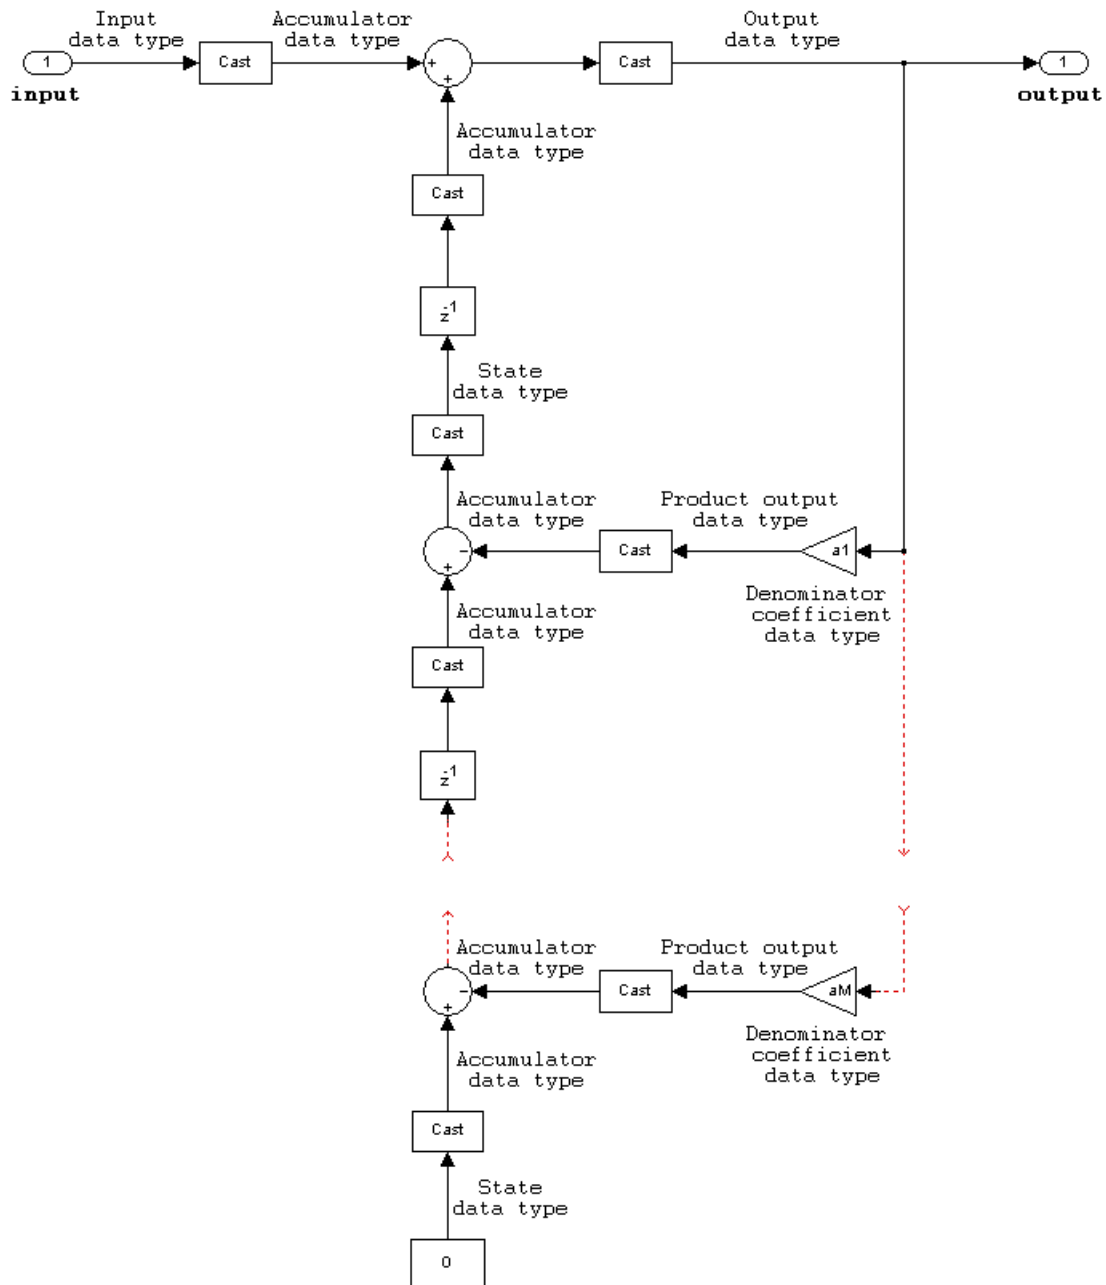 Input
data type
Accumulator
data type
Output
data type
1
Cast
+
+
Cast
1
input
output
Accumulator
data type
Cast
z-1
State
data type
Cast
Accumulator
data type
Product output
data type
−
+
Cast
a1
Accumulator
data type
Denominator
coefficient
data type
Cast
z-1
Accumulator
data type
Product output
data type
−
+
Cast
aM
Accumulator
data type
Denominator
coefficient
data type
Cast
State
data type
0